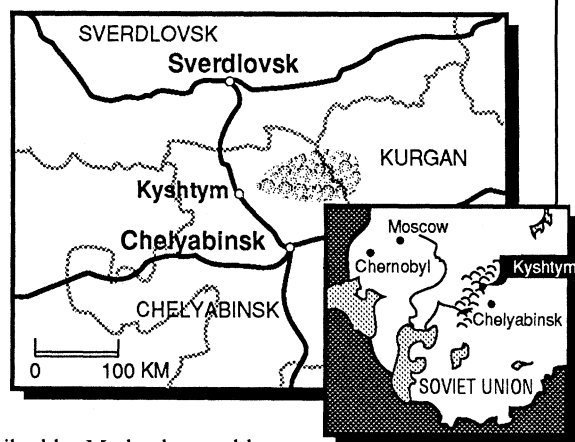 SVERDLOVSK
Sverdlovsk
KURGAN
Kyshtym
Chelyabinsk
CHELYABINSK
0 100 KM
Moscow
Chernobyl
Kyshtym
Chelyabinsk
SOVIET UNION